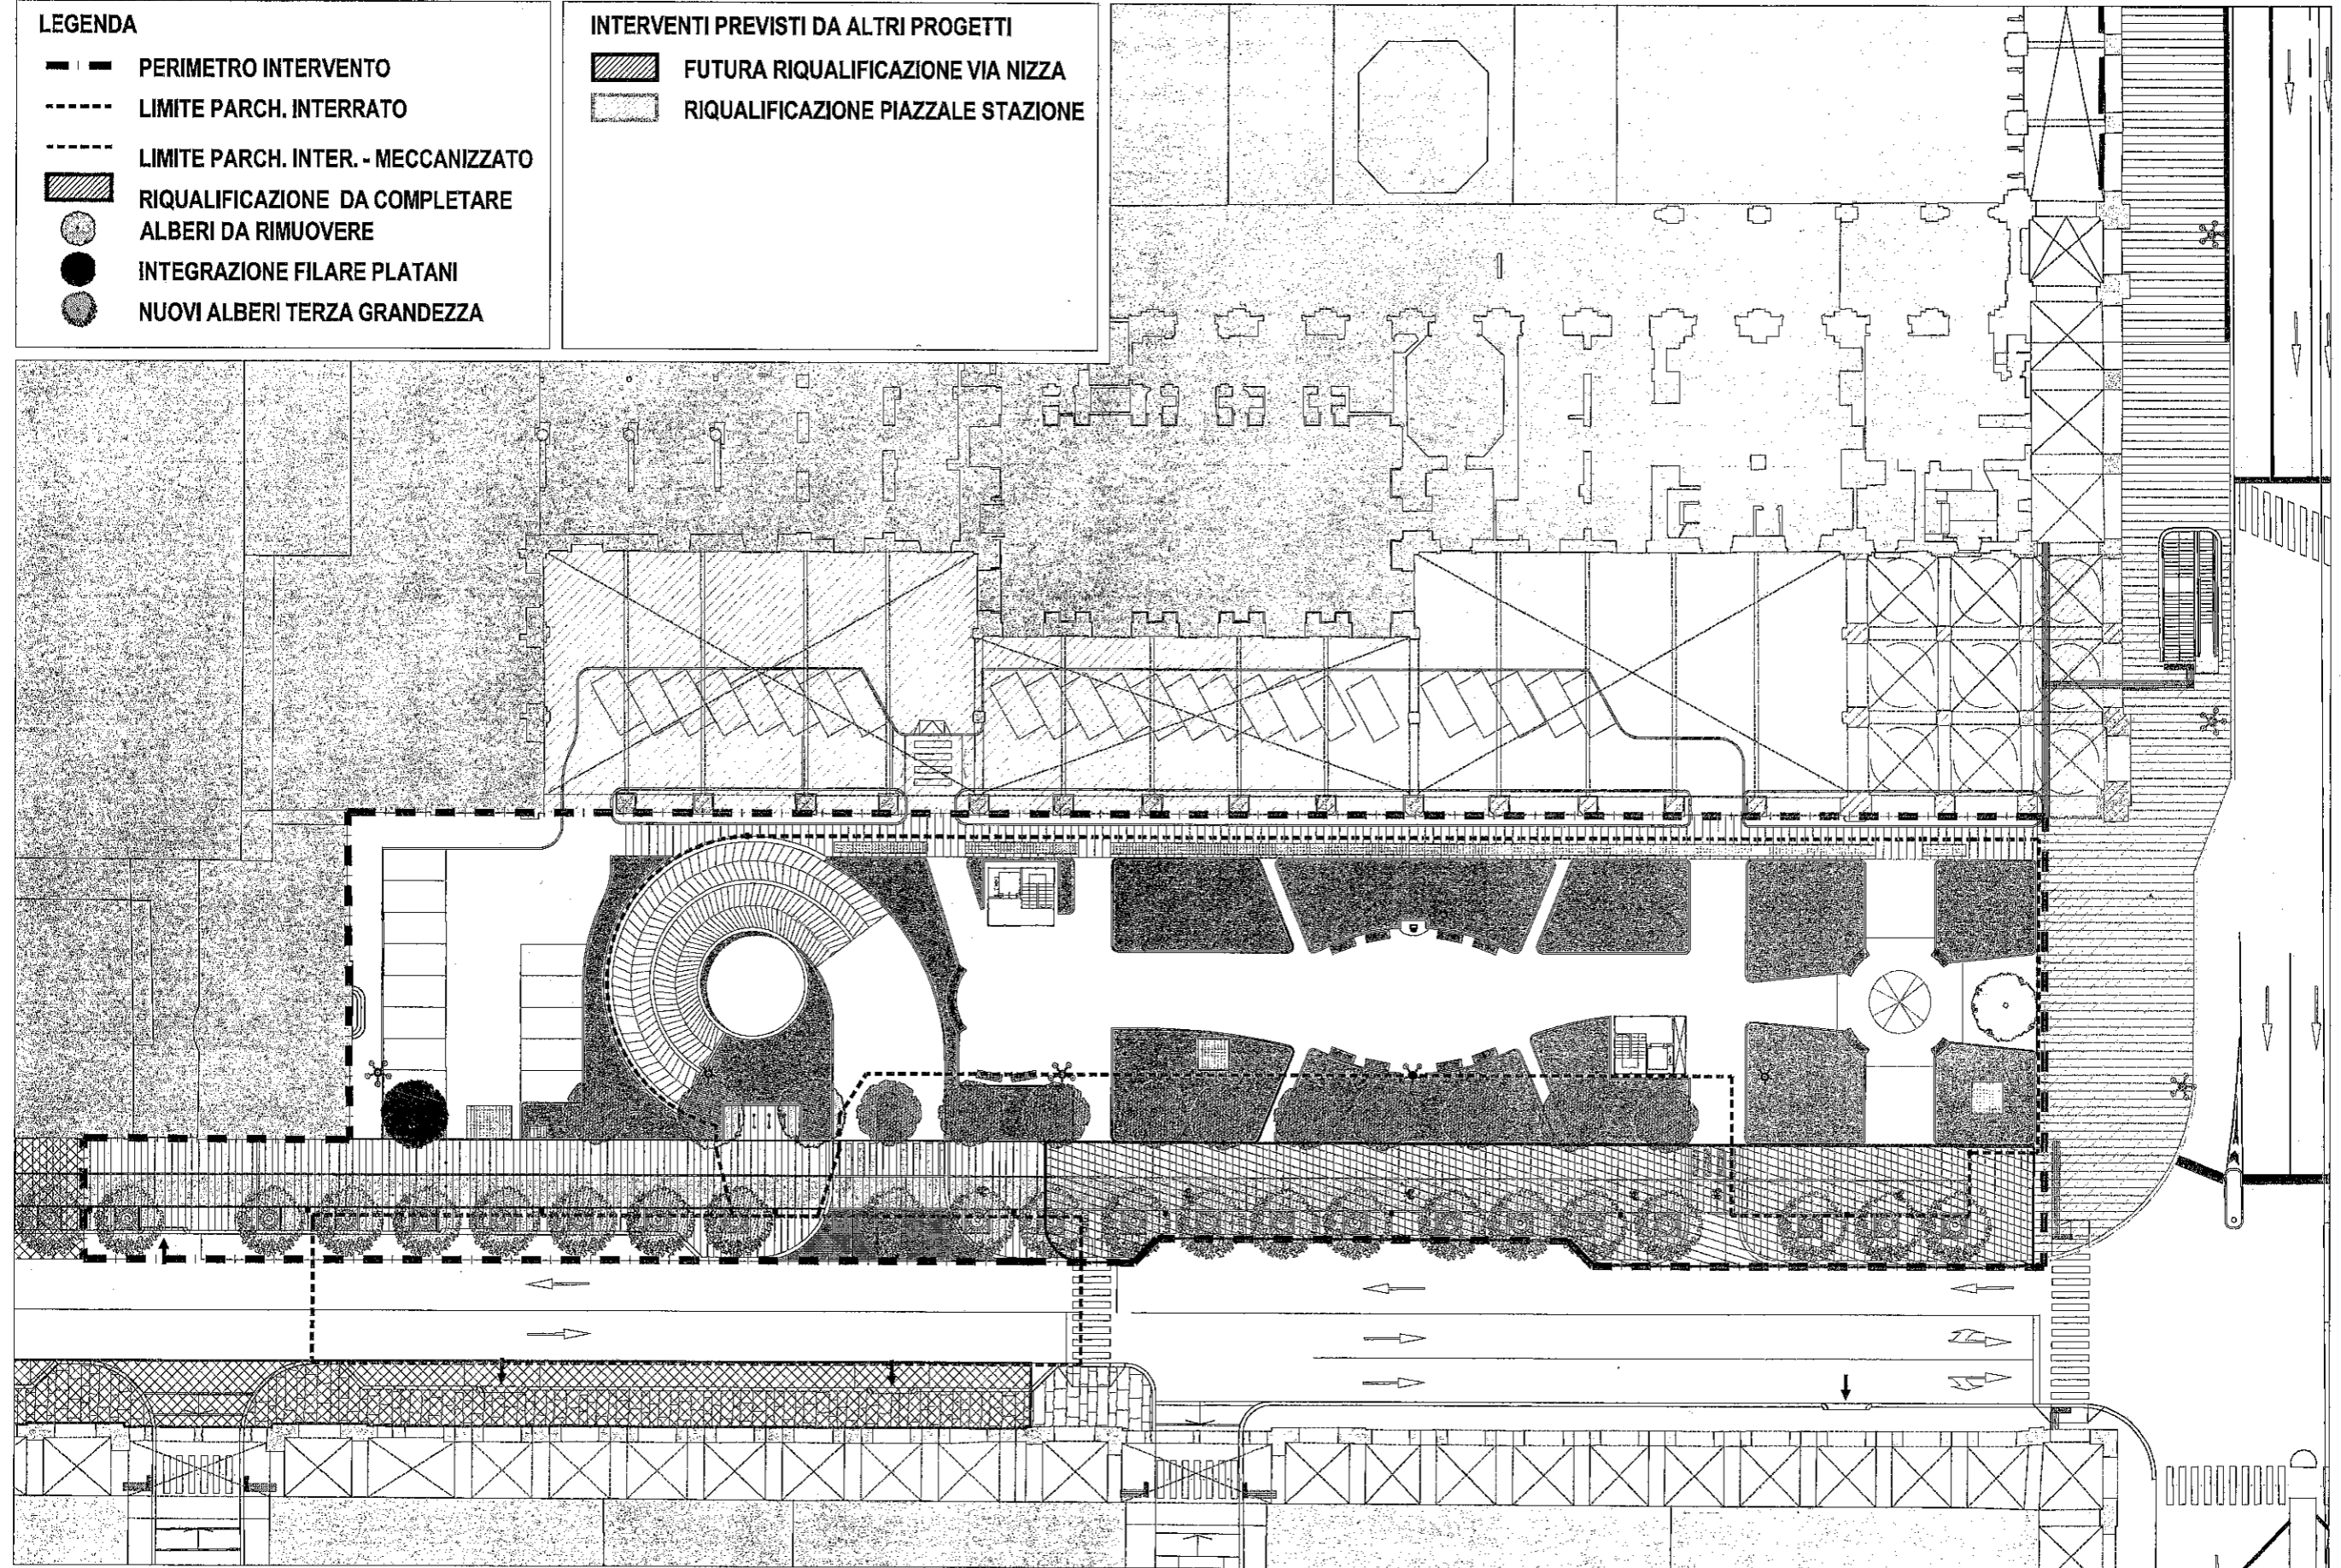 LEGENDA
PERIMETRO INTERVENTO
LIMITE PARCH. INTERRATO
LIMITE PARCH. INTER. - MECCANIZZATO
RIQUALIFICAZIONE DA COMPLETARE
ALBERI DA RIMUOVERE
INTEGRAZIONE FILARE PLATANI
NUOVI ALBERI TERZA GRANDEZZA
INTERVENTI PREVISTI DA ALTRI PROGETTI
FUTURA RIQUALIFICAZIONE VIA NIZZA
RIQUALIFICAZIONE PIAZZALE STAZIONE